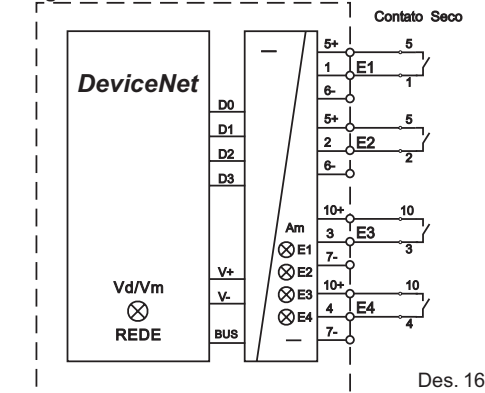 Contato Seco
DeviceNet
D0
D1
D2
D3
V+
V-
BUS
Vd/Vm
REDE
Am
E1
E2
E3
E4
5+
1
6-
E1
5
1
5+
2
6-
E2
5
2
10+
3
7-
E3
10
3
10+
4
7-
E4
10
4
Des. 16